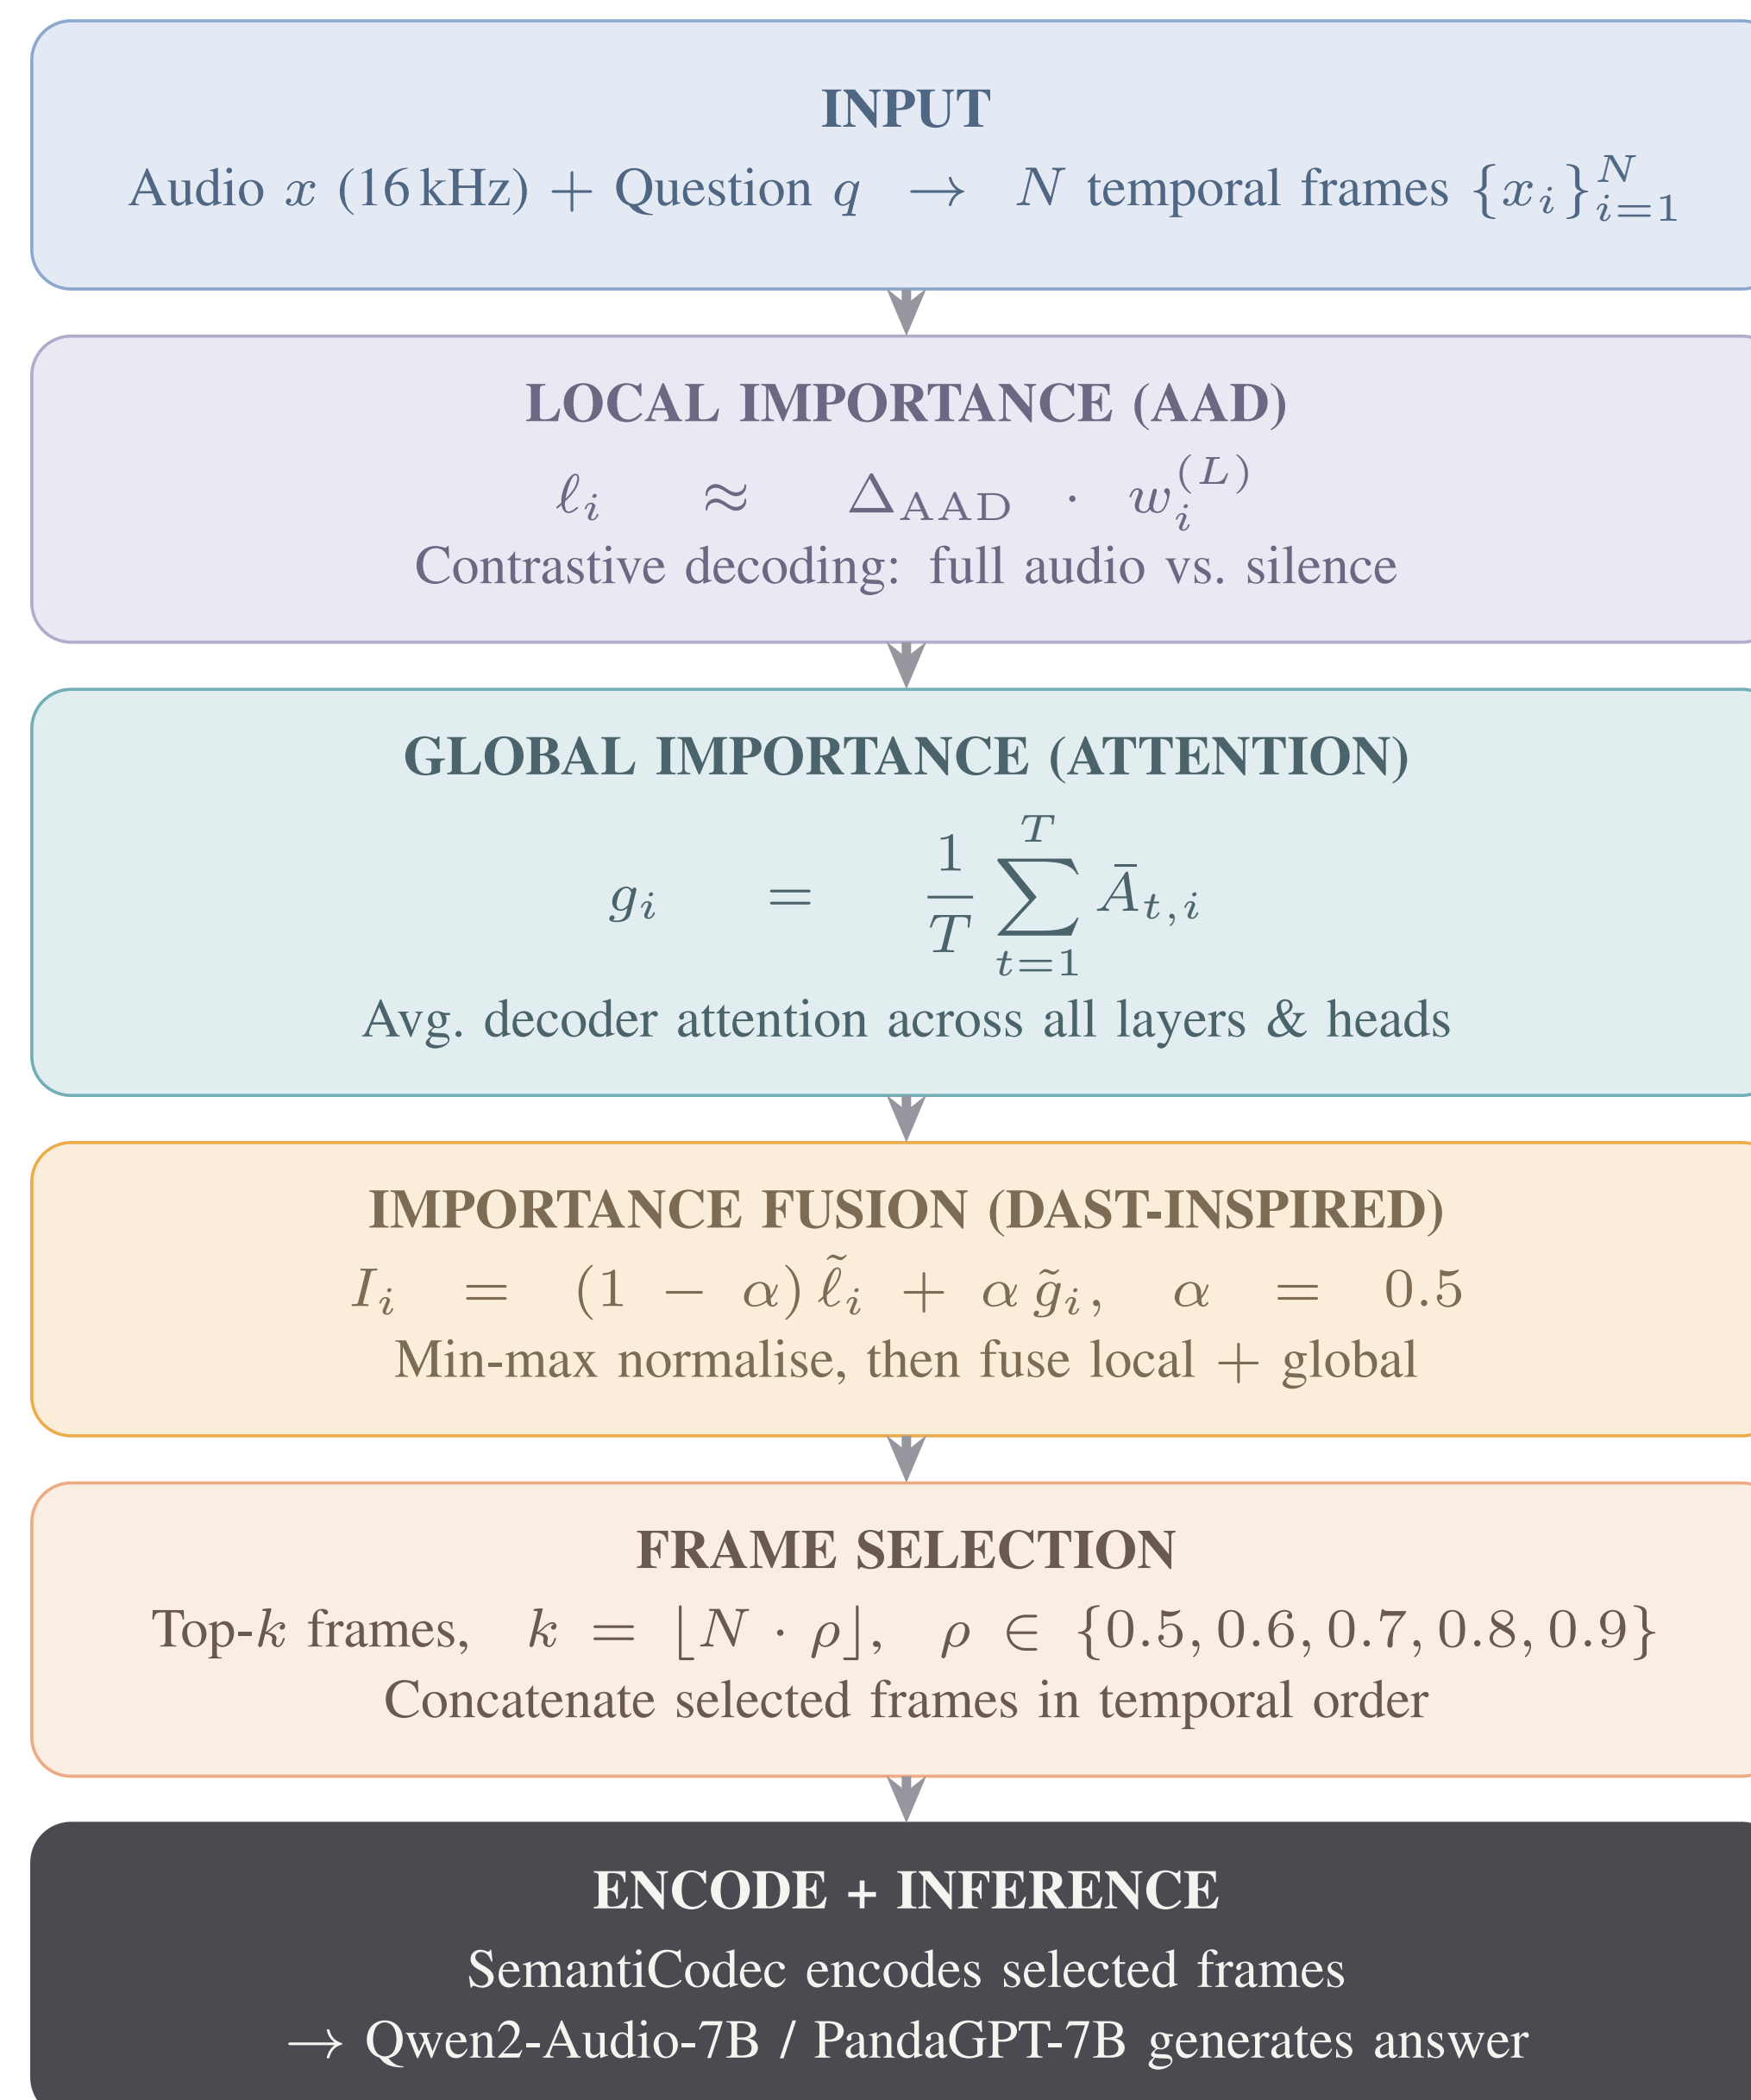 INPUT
Audio x (16 kHz) + Question q → N temporal frames {x_i}_{i=1}^N
LOCAL IMPORTANCE (AAD)
ℓ_i ≈ Δ_AAD · w_i^(L)
Contrastive decoding: full audio vs. silence
GLOBAL IMPORTANCE (ATTENTION)
g_i = 1/T ∑_{t=1}^T Ā_{t,i}
Avg. decoder attention across all layers & heads
IMPORTANCE FUSION (DAST-INSPIRED)
I_i = (1 − α) ℓ̃_i + α g̃_i, α = 0.5
Min-max normalise, then fuse local + global
FRAME SELECTION
Top-k frames, k = ⌊N · ρ⌋, ρ ∈ {0.5, 0.6, 0.7, 0.8, 0.9}
Concatenate selected frames in temporal order
ENCODE + INFERENCE
SemantiCodec encodes selected frames
→ Qwen2-Audio-7B / PandaGPT-7B generates answer